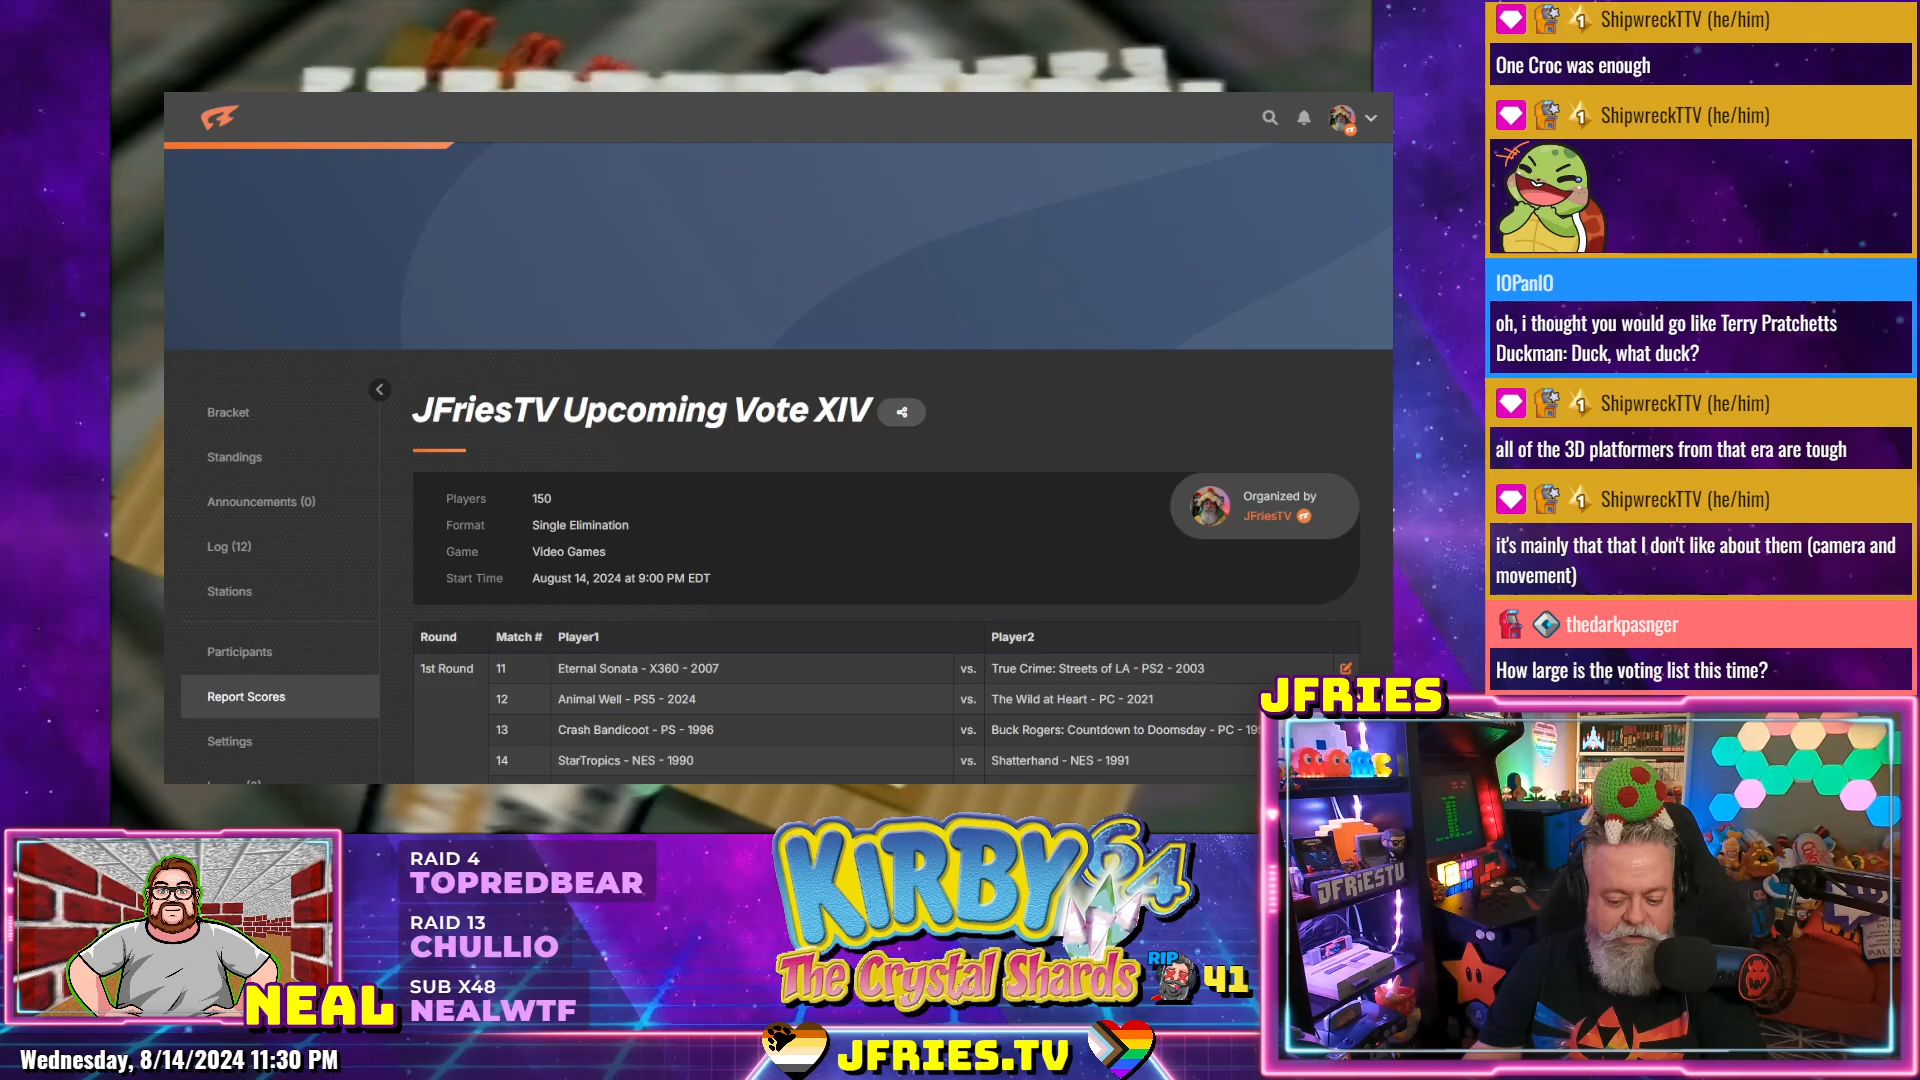 ShipwreckTTV (he/him)
One Croc was enough
ShipwreckTTV (he/him)
IOPanIO
oh, i thought you would go like Terry Pratchetts
Duckman: Duck, what duck?
ShipwreckTTV (he/him)
all of the 3D platformers from that era are tough
ShipwreckTTV (he/him)
it's mainly that that I don't like about them (camera and
movement)
thedarkpasnger
How large is the voting list this time?
Bracket
Standings
Announcements (0)
Log (12)
Stations
Participants
Report Scores
Settings
JFriesTV Upcoming Vote XIV
Players 150
Format Single Elimination
Game Video Games
Start Time August 14, 2024 at 9:00 PM EDT
Organized by
JFriesTV
Round Match # Player1 Player2
1st Round 11 Eternal Sonata - X360 - 2007 vs. True Crime: Streets of LA - PS2 - 2003
12 Animal Well - PS5 - 2024 vs. The Wild at Heart - PC - 2021
13 Crash Bandicoot - PS - 1996 vs. Buck Rogers: Countdown to Doomsday - PC - 19
14 StarTropics - NES - 1990 vs. Shatterhand - NES - 1991
JFRIES
JFRIESTV
NEAL
RAID 4
TOPREDBEAR
RAID 13
CHULLIO
SUB X48
NEALWTF
KIRBY 64
The Crystal Shards
RIP
41
JFRIES.TV
Wednesday, 8/14/2024 11:30 PM